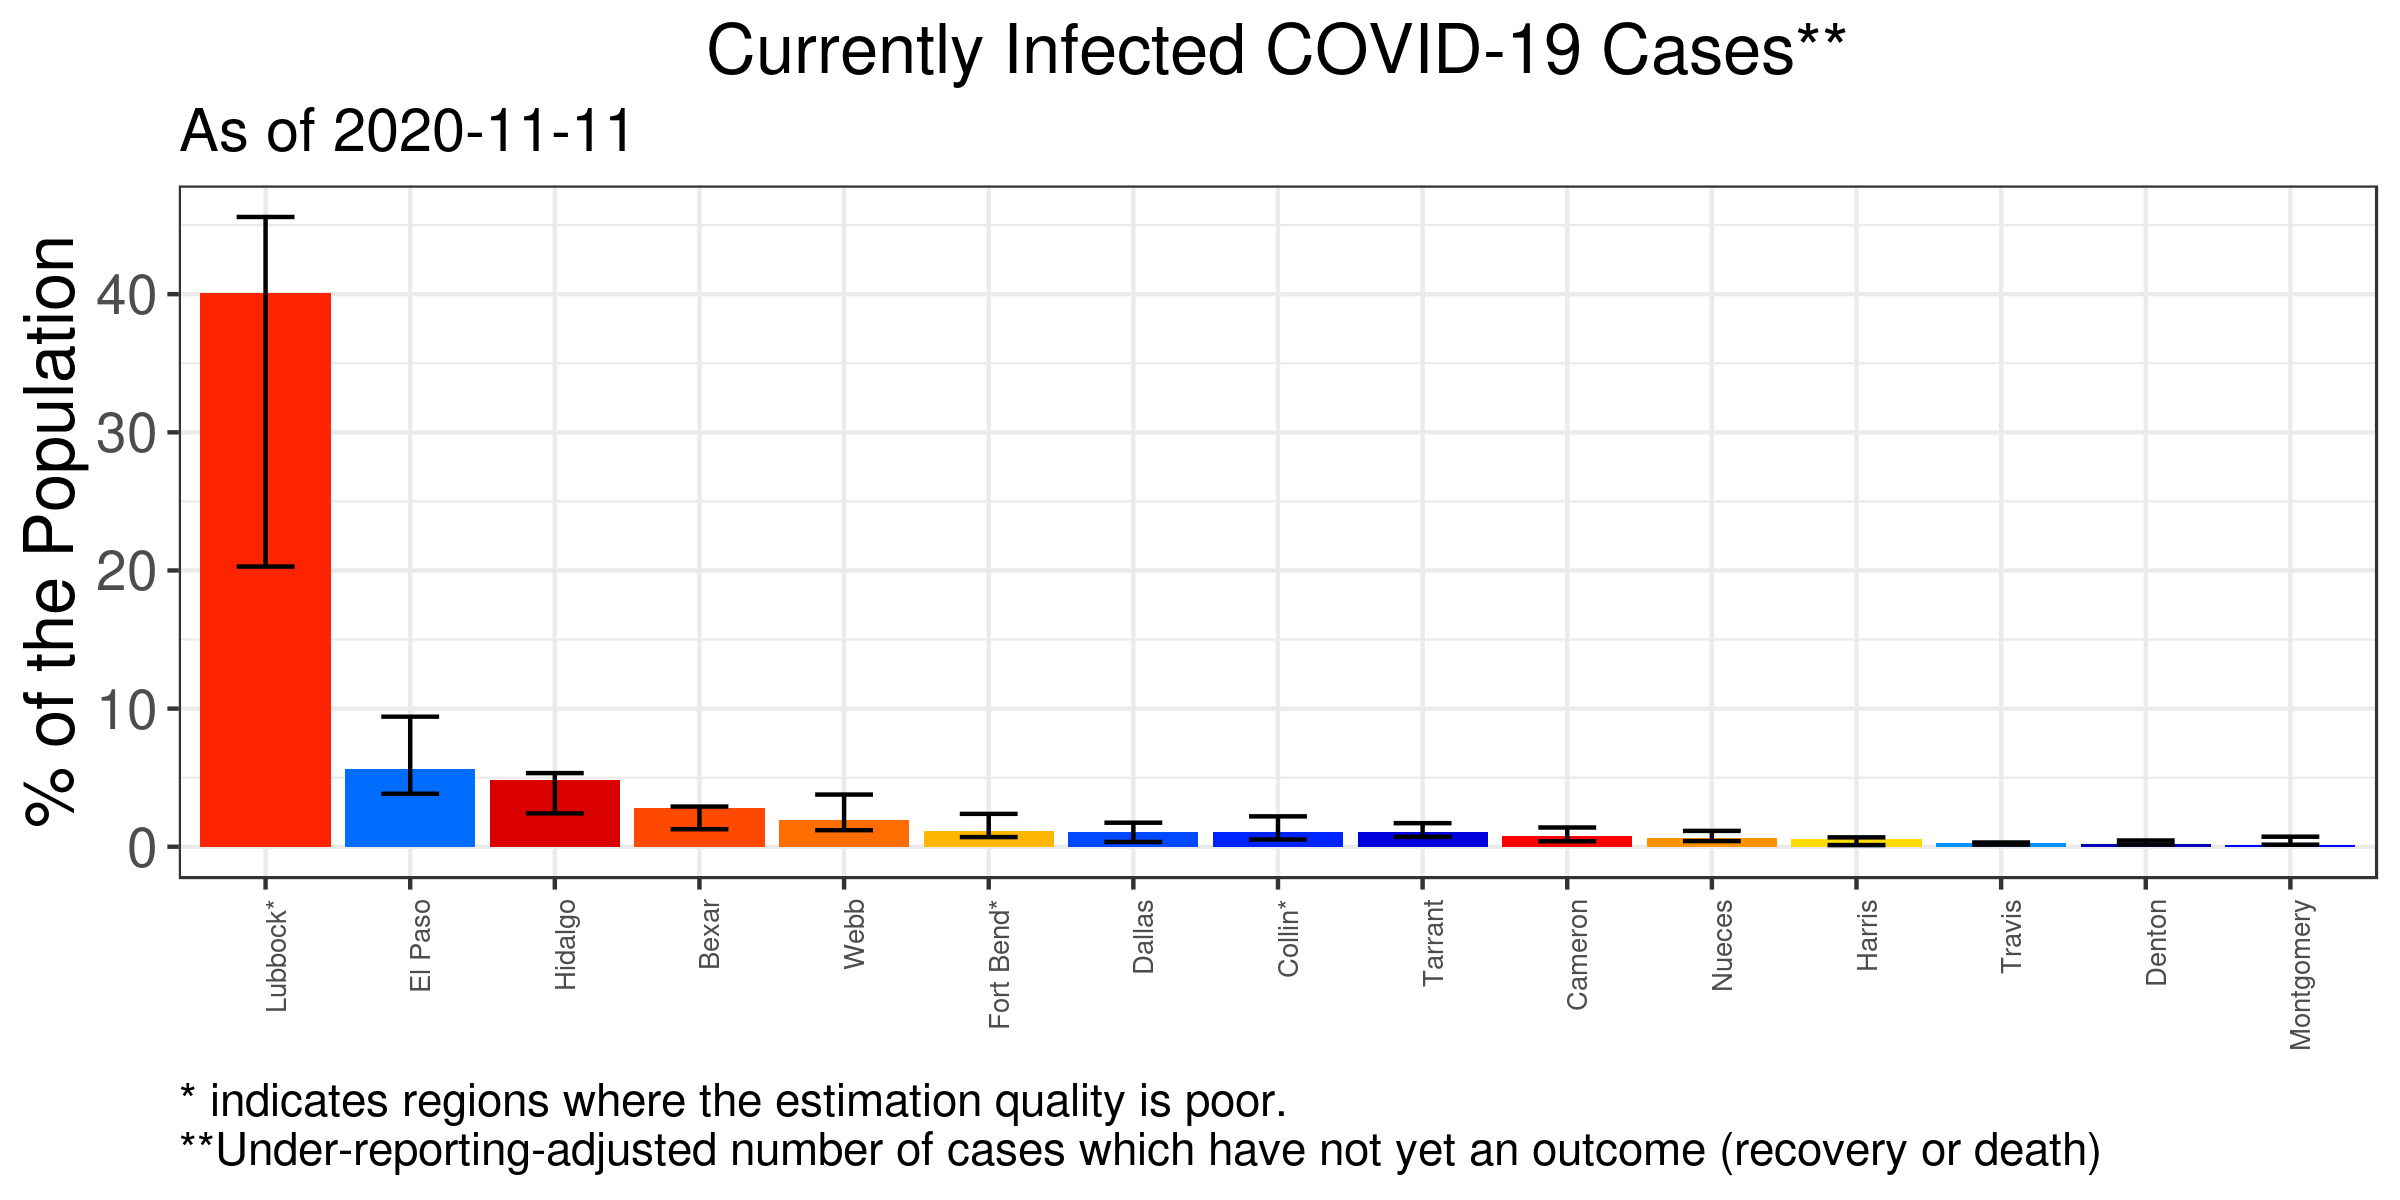 Currently Infected COVID-19 Cases**
As of 2020-11-11
% of the Population
40
30
20
10
0
Lubbock*
El Paso
Hidalgo
Bexar
Webb
Fort Bend*
Dallas
Collin*
Tarrant
Cameron
Nueces
Harris
Travis
Denton
Montgomery
* indicates regions where the estimation quality is poor.
**Under-reporting-adjusted number of cases which have not yet an outcome (recovery or death)